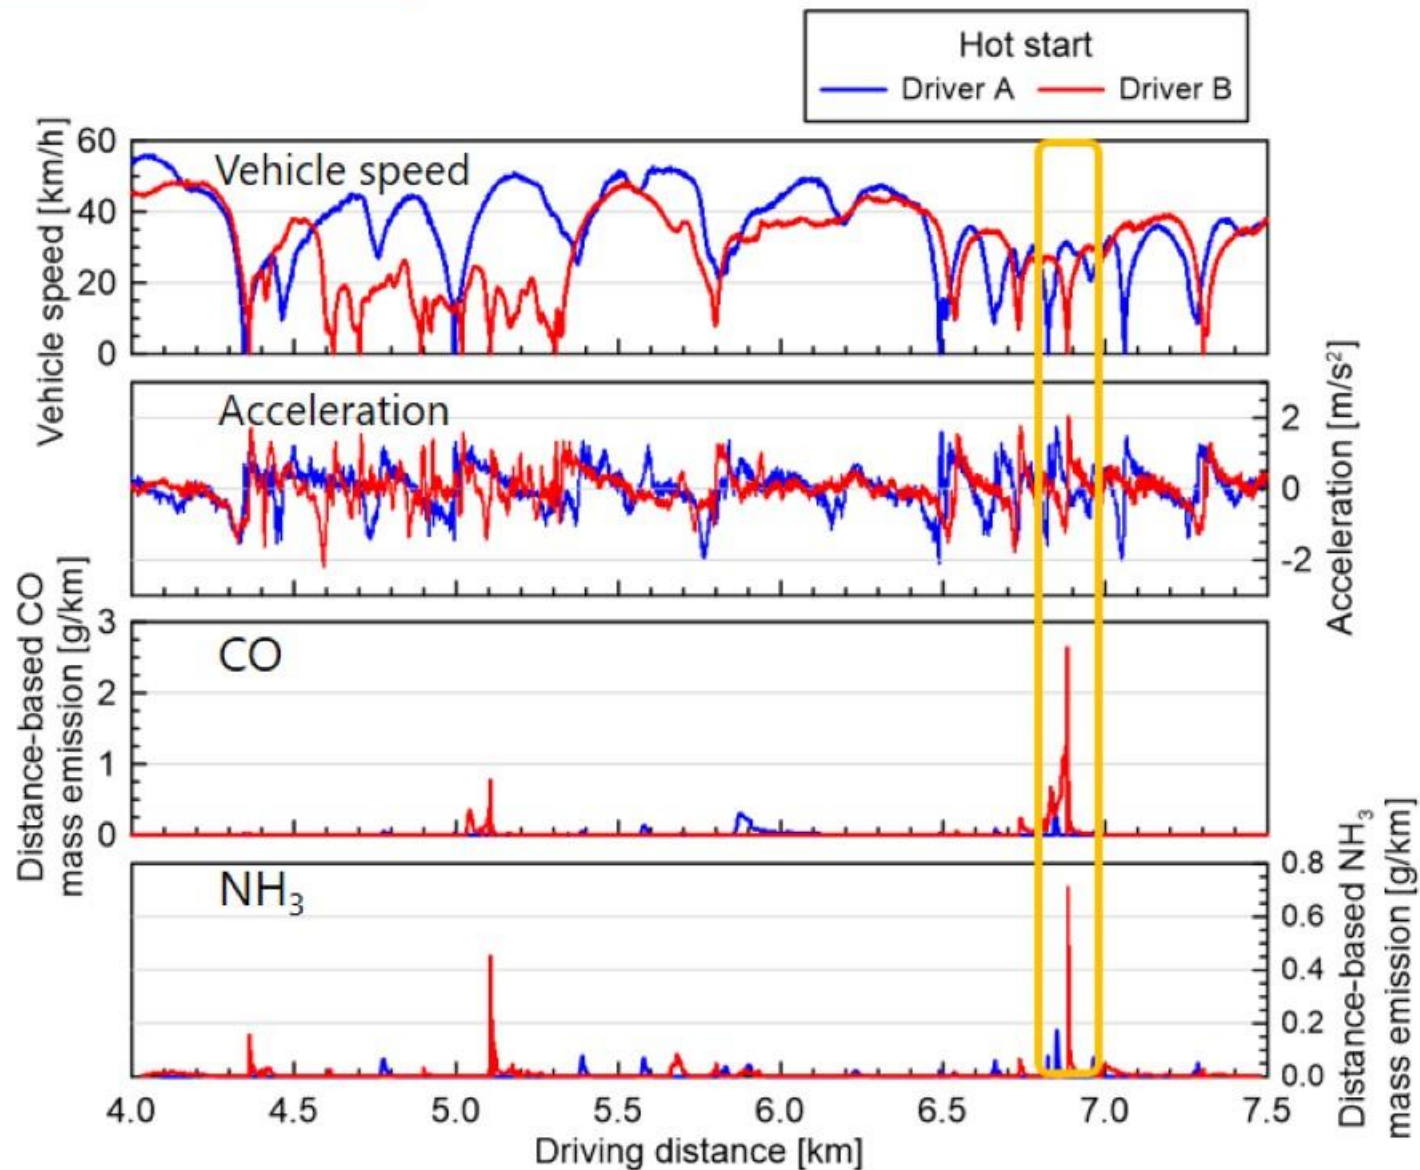 Hot start
Driver A
Driver B
Vehicle speed [km/h]
60
40
20
0
Vehicle speed
Acceleration
2
0
-2
Acceleration [m/s²]
Distance-based CO
mass emission [g/km]
3
2
1
0
CO
NH₃
0.8
0.6
0.4
0.2
0.0
Distance-based NH₃
mass emission [g/km]
4.0 4.5 5.0 5.5 6.0 6.5 7.0 7.5
Driving distance [km]